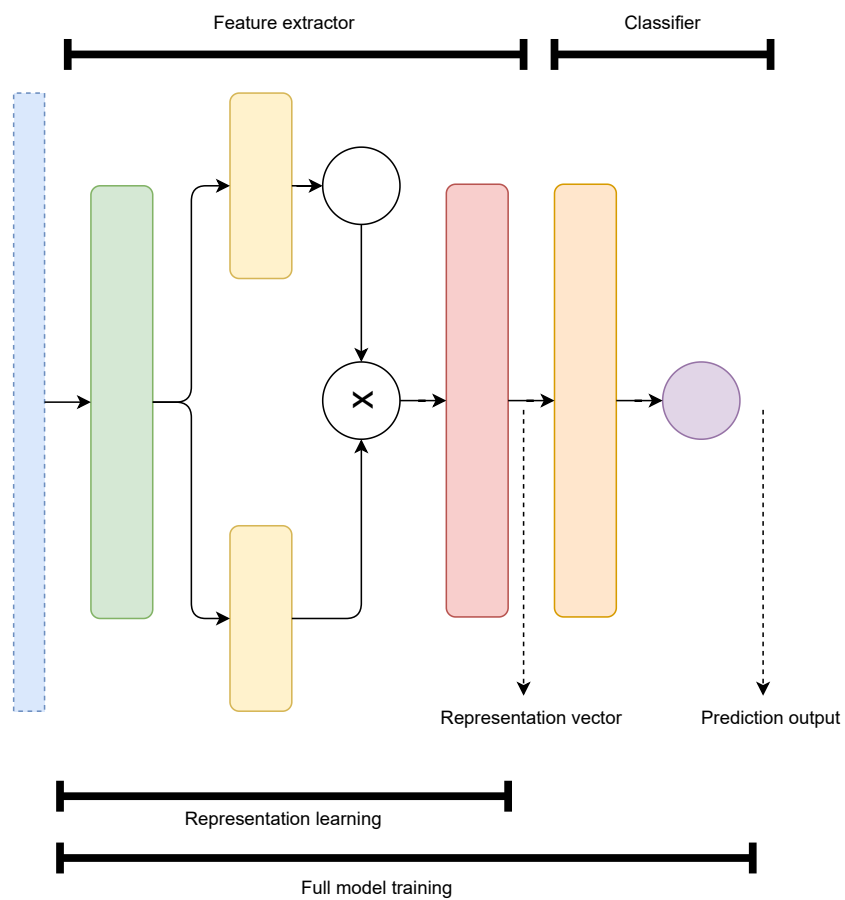 Feature extractor
Classifier
X
Representation vector
Prediction output
Representation learning
Full model training